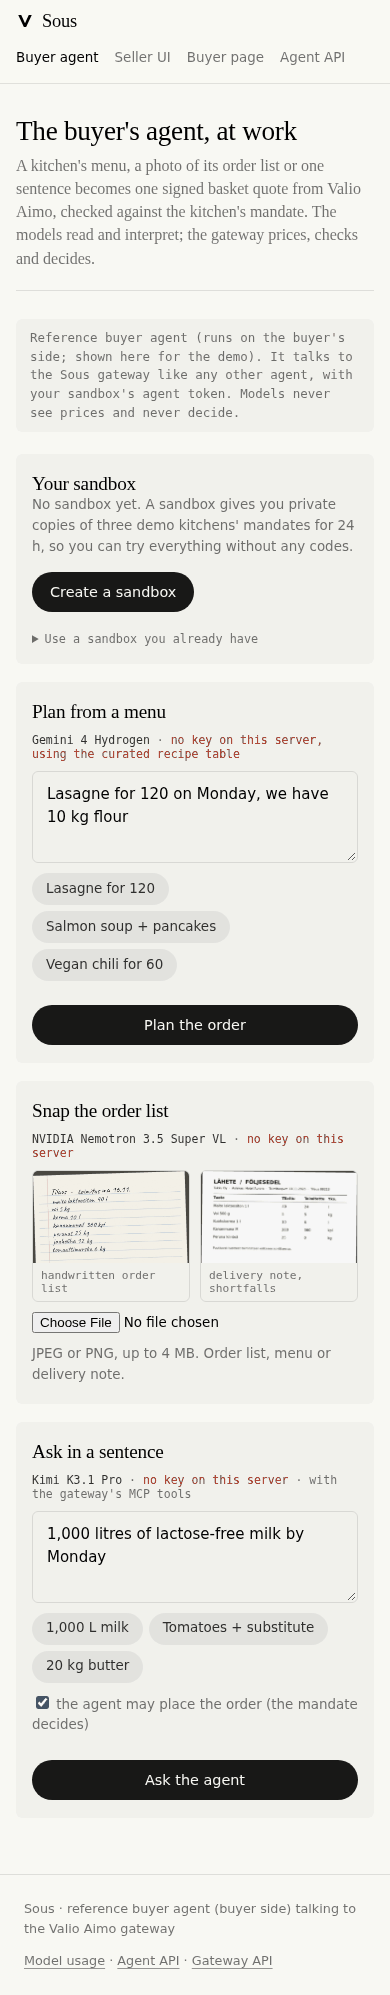 Sous
Buyer agent Seller UI Buyer page Agent API
The buyer's agent, at work
A kitchen's menu, a photo of its order list or one
sentence becomes one signed basket quote from Valio
Aimo, checked against the kitchen's mandate. The
models read and interpret; the gateway prices, checks
and decides.
Reference buyer agent (runs on the buyer's
side; shown here for the demo). It talks to
the Sous gateway like any other agent, with
your sandbox's agent token. Models never
see prices and never decide.
Your sandbox
No sandbox yet. A sandbox gives you private
copies of three demo kitchens' mandates for 24
h, so you can try everything without any codes.
Create a sandbox
▶ Use a sandbox you already have
Plan from a menu
Gemini 4 Hydrogen · no key on this server,
using the curated recipe table
Lasagne for 120 on Monday, we have
10 kg flour
Lasagne for 120
Salmon soup + pancakes
Vegan chili for 60
Plan the order
Snap the order list
NVIDIA Nemotron 3.5 Super VL · no key on this
server
LÄHETE / FÖLJESEDEL
handwritten order
list
delivery note,
shortfalls
Choose File No file chosen
JPEG or PNG, up to 4 MB. Order list, menu or
delivery note.
Ask in a sentence
Kimi K3.1 Pro · no key on this server · with
the gateway's MCP tools
1,000 litres of lactose-free milk by
Monday
1,000 L milk Tomatoes + substitute
20 kg butter
the agent may place the order (the mandate
decides)
Ask the agent
Sous · reference buyer agent (buyer side) talking to
the Valio Aimo gateway
Model usage · Agent API · Gateway API